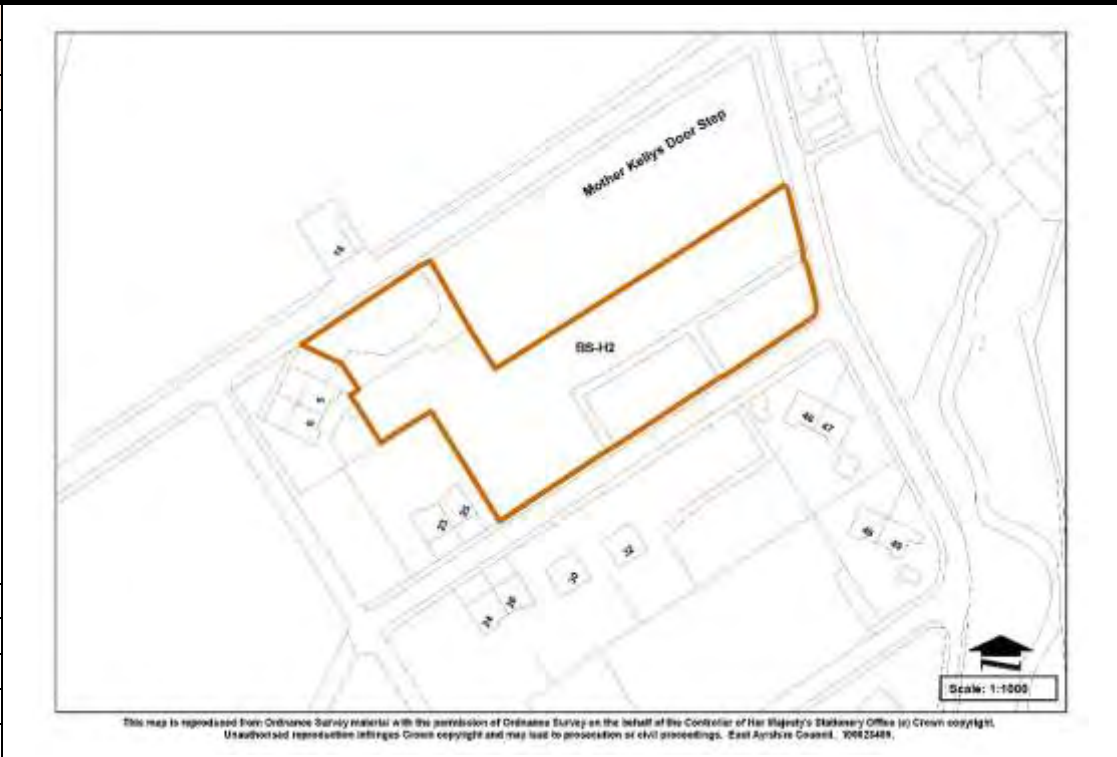 Mother Kellys Door Step
BS-H2
5
6
23
25
46 47
32
30
24 26
Scale: 1:1000
This map is reproduced from Ordnance Survey material with the permission of Ordnance Survey on the behalf of the Controller of Her Majesty's Stationery Office (c) Crown copyright.
Unauthorised reproduction infringes Crown copyright and may lead to prosecution or civil proceedings. East Ayrshire Council.